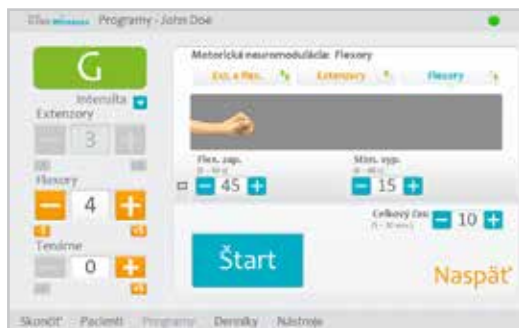 Programy - John Doe
G
Intenzita
Extenzory
3
Flexory
4
Tenárne
0
Motorická neuromodulácia: Flexory
Ext. a flex.
Extenzory
Flexory
Flex. zap.
45
Stim. vyp.
15
Celkový čas
10
Štart
Naspäť
Skončiť Pacienti Programy Denníky Nástroje